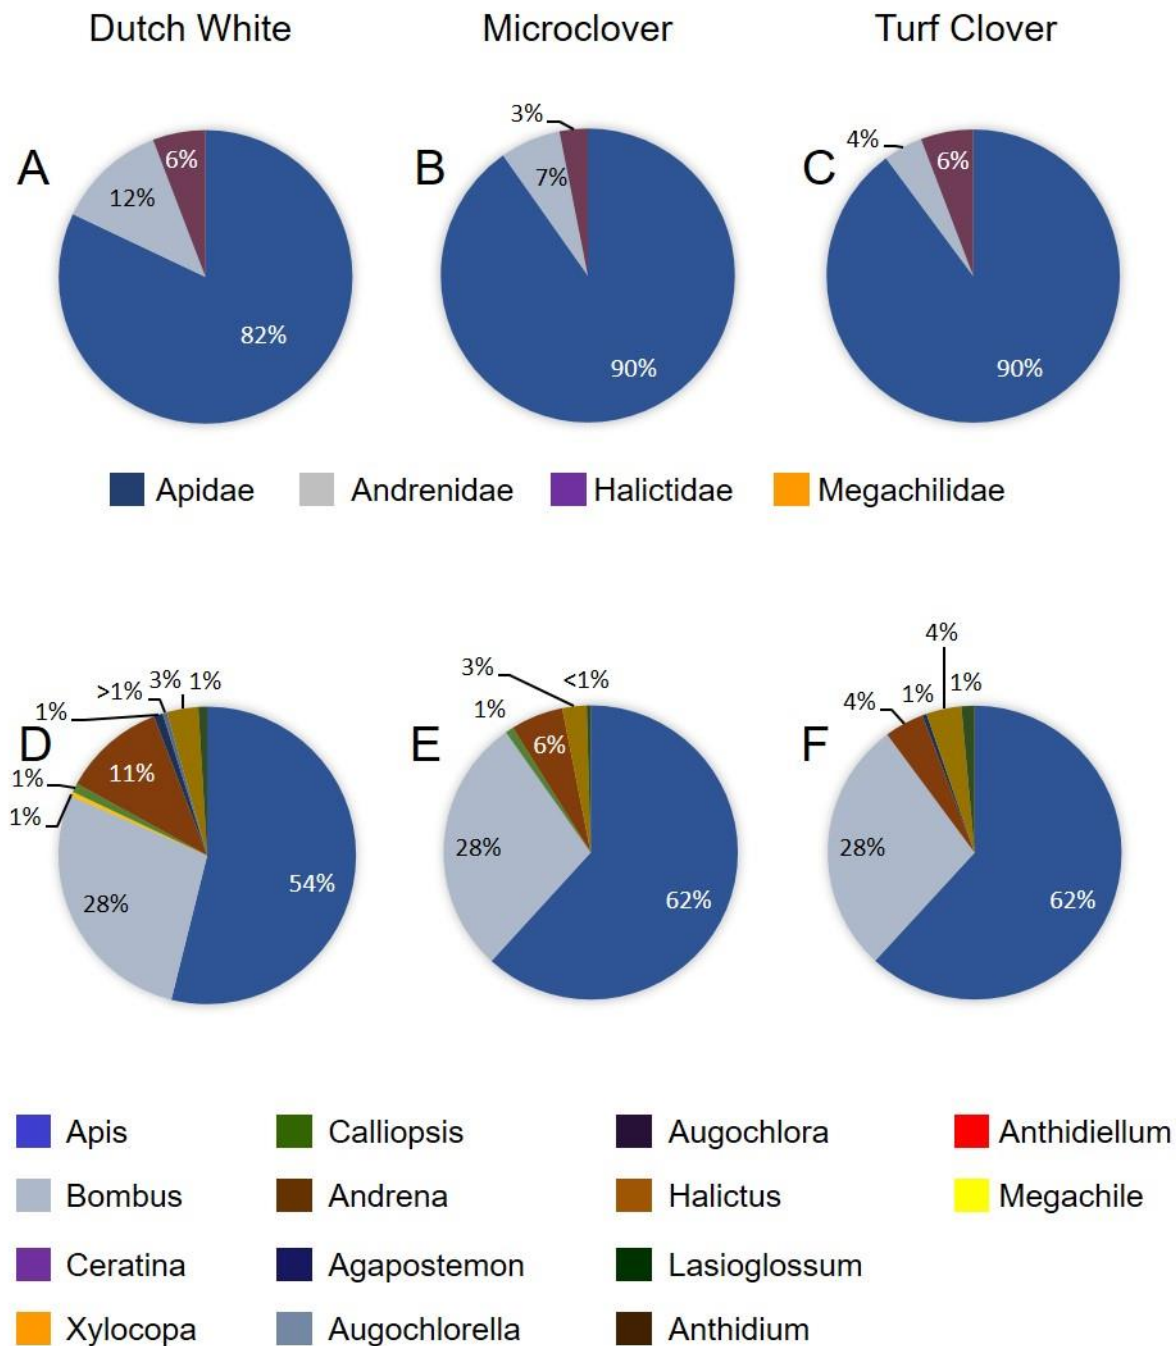 Dutch White Microclover Turf Clover
A 6% 12% 82%
B 3% 7% 90%
C 4% 6% 90%
Apidae Andrenidae Halictidae Megachilidae
D 1% >1% 3% 1% 1% 11% 1% 28% 54%
E 3% <1% 1% 6% 28% 62%
F 4% 4% 1% 1% 28% 62%
Apis Calliopsis Augochlora Anthidiellum
Bombus Andrena Halictus Megachile
Ceratina Agapostemon Lasioglossum
Xylocopa Augochlorella Anthidium